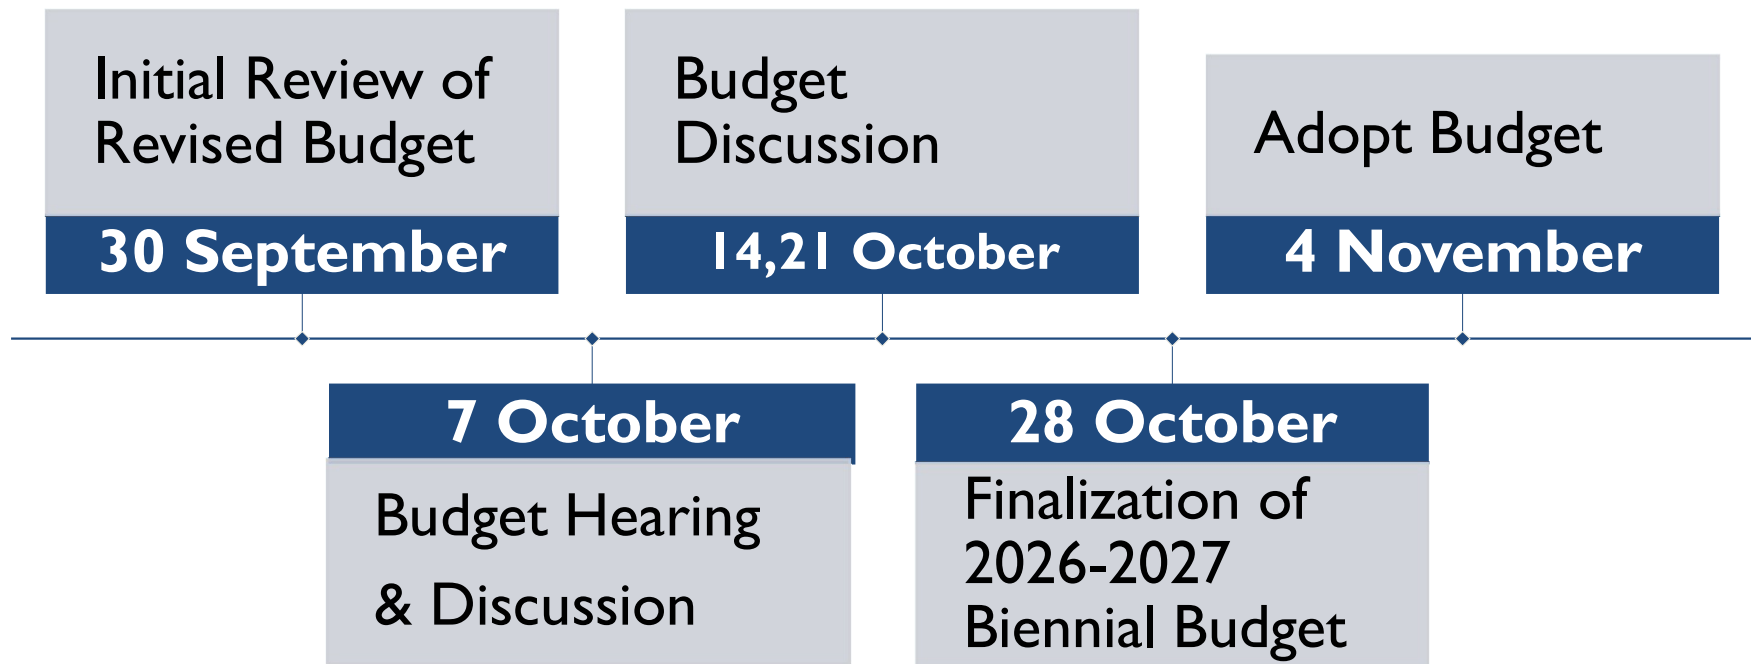 Initial Review of
Revised Budget
30 September
7 October
Budget Hearing
& Discussion
Budget
Discussion
14,21 October
28 October
Finalization of
2026-2027
Biennial Budget
Adopt Budget
4 November